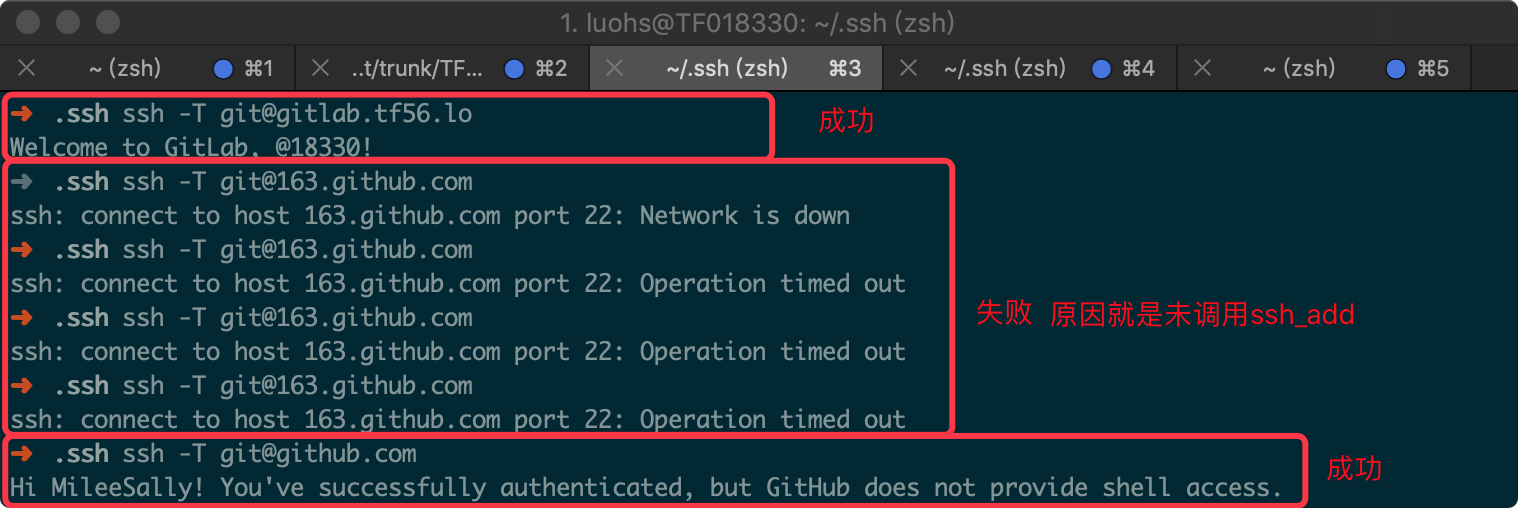 1. luohs@TF018330: ~/.ssh (zsh)
~ (zsh) ⌘1 ..t/trunk/TF... ⌘2 ~/.ssh (zsh) ⌘3 ~/.ssh (zsh) ⌘4 ~ (zsh) ⌘5
➜ .ssh ssh -T git@gitlab.tf56.lo
成功
Welcome to GitLab, @18330!
➜ .ssh ssh -T git@163.github.com
ssh: connect to host 163.github.com port 22: Network is down
➜ .ssh ssh -T git@163.github.com
ssh: connect to host 163.github.com port 22: Operation timed out
➜ .ssh ssh -T git@163.github.com
失败 原因就是未调用ssh_add
ssh: connect to host 163.github.com port 22: Operation timed out
➜ .ssh ssh -T git@163.github.com
ssh: connect to host 163.github.com port 22: Operation timed out
➜ .ssh ssh -T git@github.com
成功
Hi MileeSally! You've successfully authenticated, but GitHub does not provide shell access.